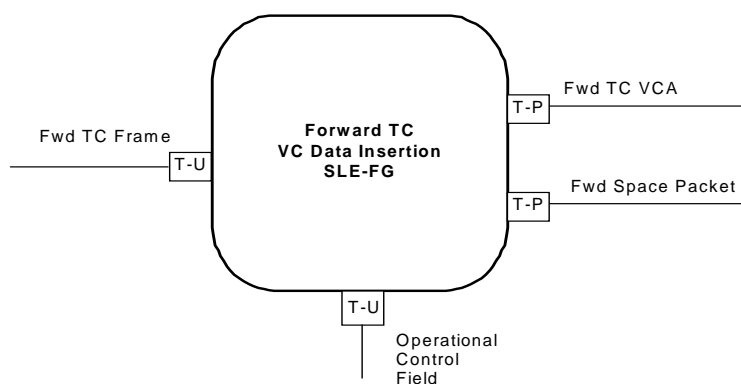 Fwd TC VCA
T-P
Fwd TC Frame
T-U
Forward TC
VC Data Insertion
SLE-FG
Fwd Space Packet
T-P
T-U
Operational
Control
Field